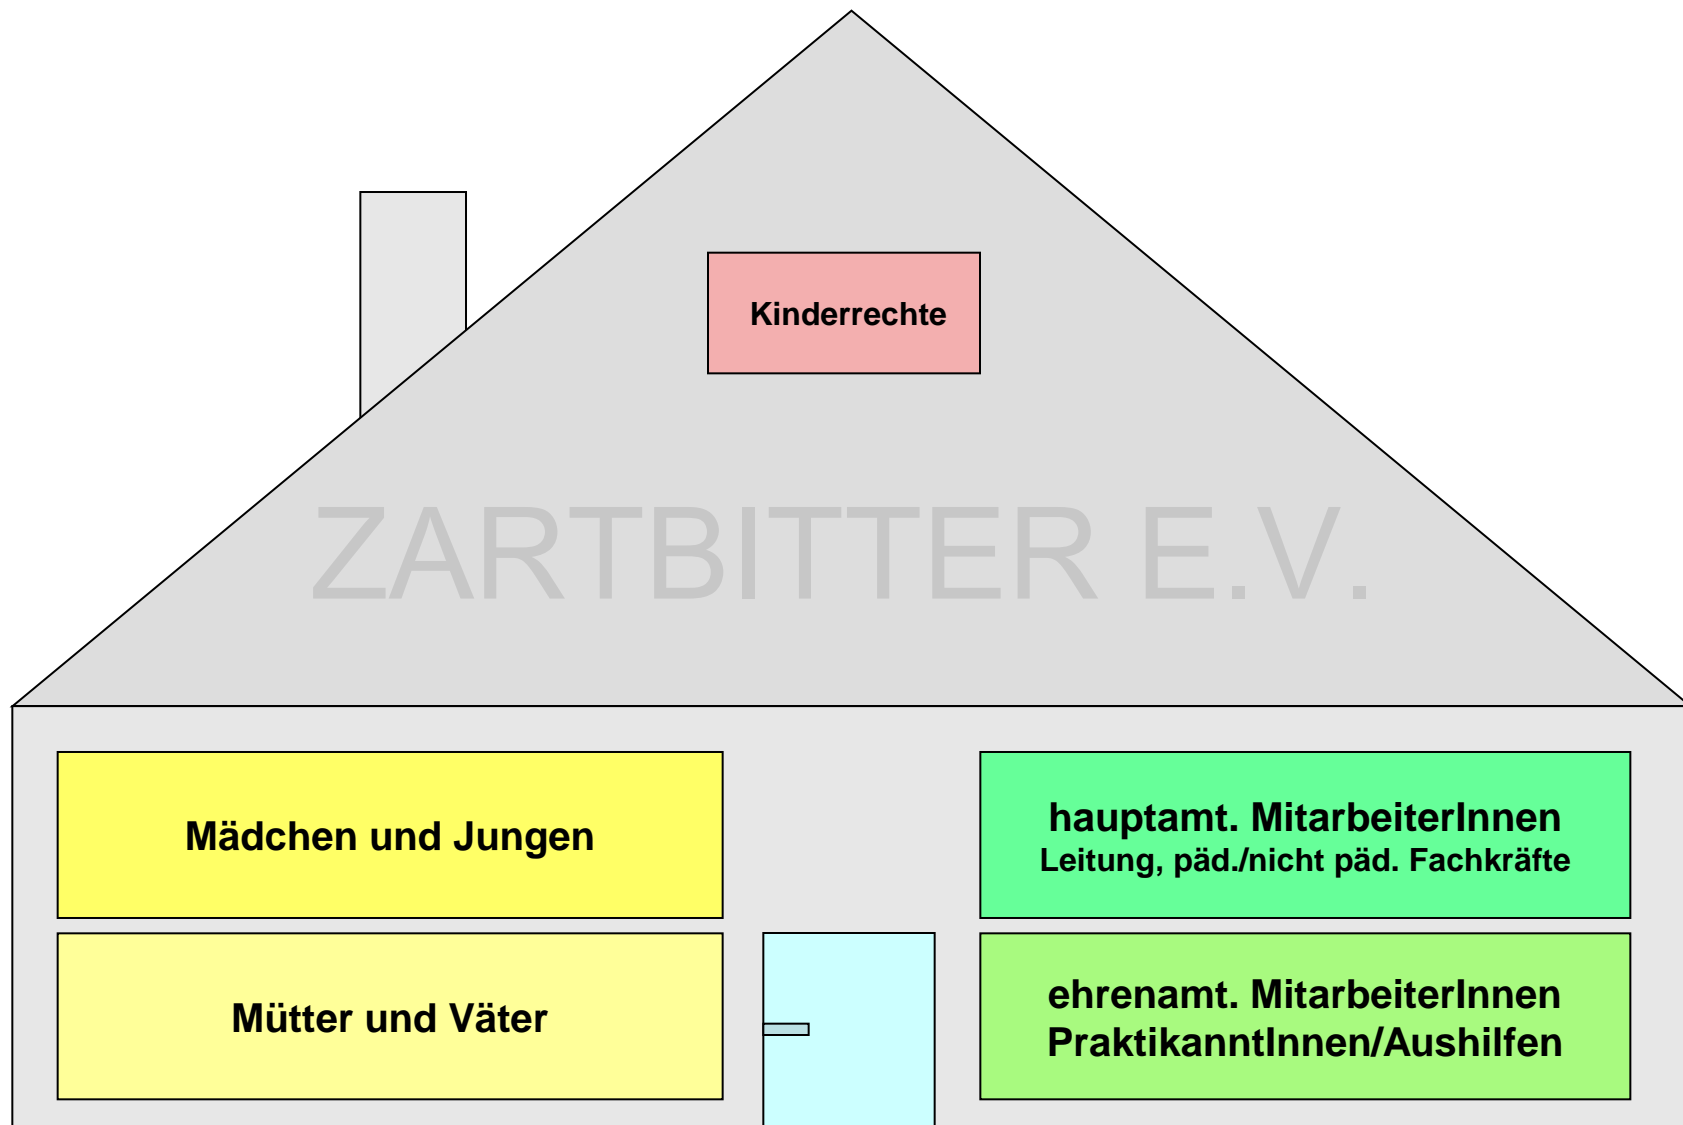 Kinderrechte
ZARTBITTER E.V.
Mädchen und Jungen
hauptamt. MitarbeiterInnen
Leitung, päd./nicht päd. Fachkräfte
Mütter und Väter
ehrenamt. MitarbeiterInnen
PraktikanntInnen/Aushilfen